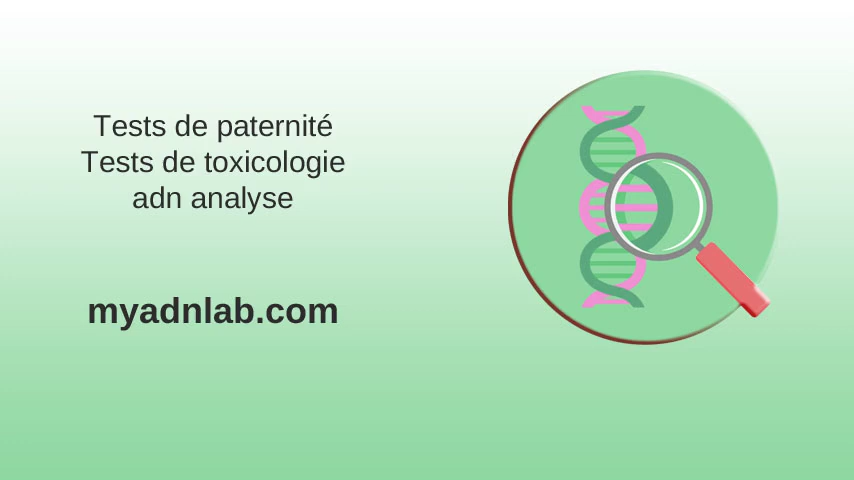 Tests de paternité
Tests de toxicologie
adn analyse
myadnlab.com